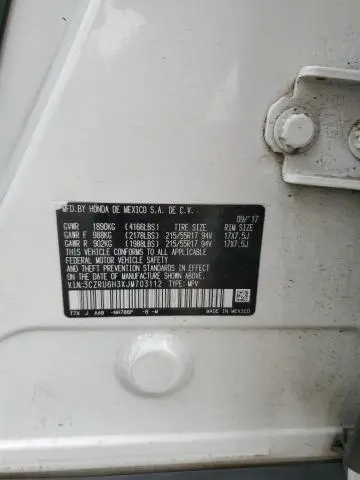 MFD.BY HONDA DE MEXICO S.A. DE C.V. 09/'17
GVWR 1890KG (4166LBS) TIRE SIZE RIM SIZE
GAWR F 988KG (2178LBS) 215/55R17 94V 17X7.5J
GAWR R 902KG (1988LBS) 215/55R17 94V 17X7.5J
THIS VEHICLE CONFORMS TO ALL APPLICABLE
FEDERAL MOTOR VEHICLE SAFETY
AND THEFT PREVENTION STANDARDS IN EFFECT
ON THE DATE OF MANUFACTURE SHOWN ABOVE.
V.I.N.:3CZRU6H3XJM703112 TYPE: MPV
T7X J AAB -NH788P -B -M MADE IN MEXICO